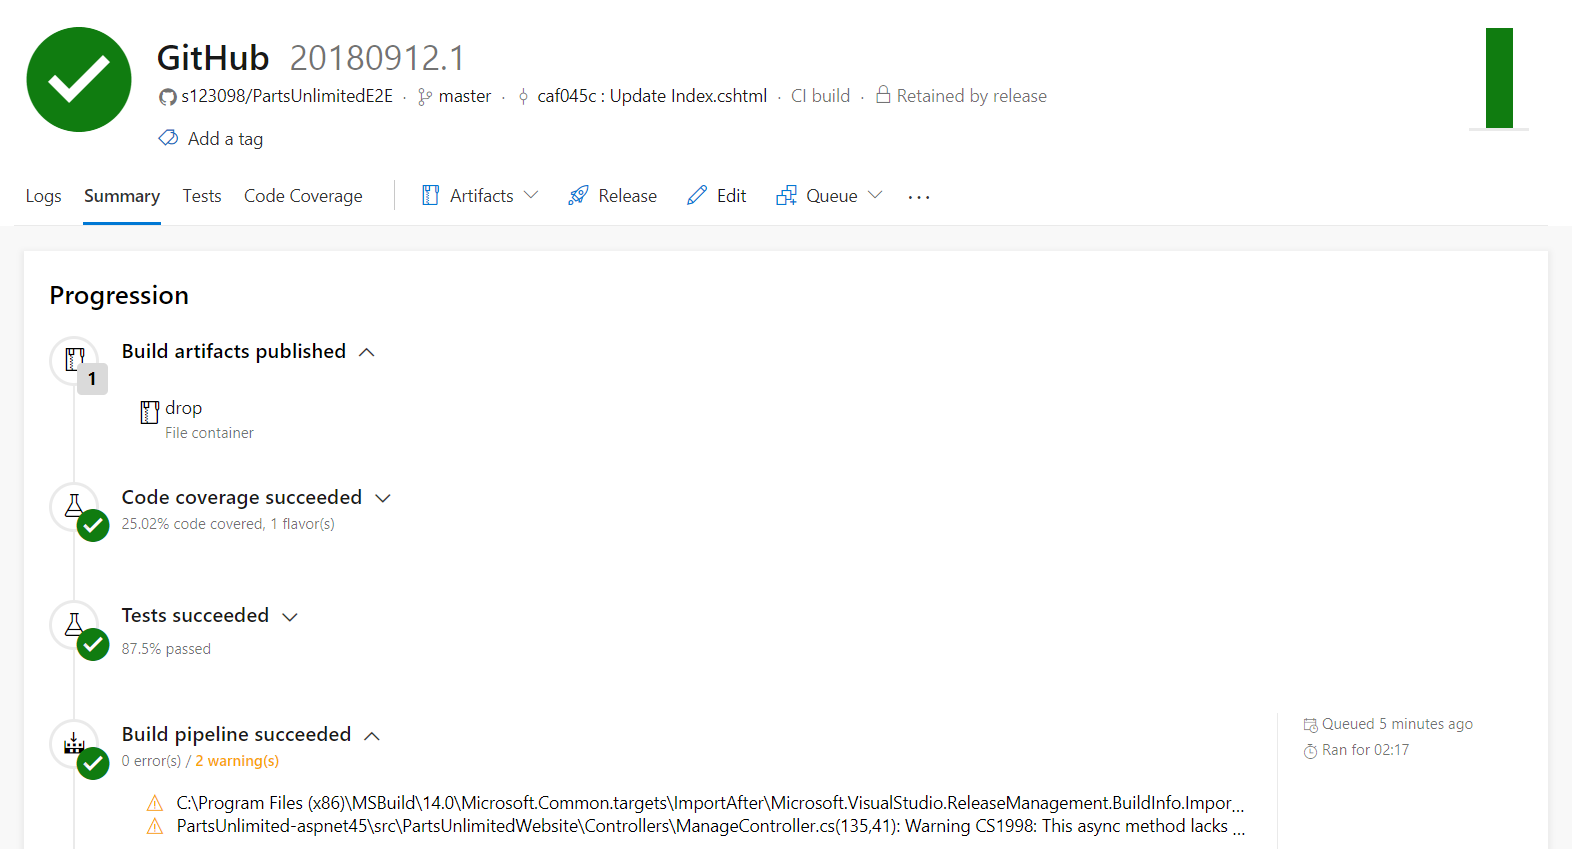 GitHub 20180912.1
s123098/PartsUnlimitedE2E · master · caf045c : Update Index.cshtml · CI build · Retained by release
Add a tag
Logs Summary Tests Code Coverage Artifacts Release Edit Queue ...
Progression
Build artifacts published
1
drop
File container
Code coverage succeeded
25.02% code covered, 1 flavor(s)
Tests succeeded
87.5% passed
Build pipeline succeeded
0 error(s) / 2 warning(s)
Queued 5 minutes ago
Ran for 02:17
C:\Program Files (x86)\MSBuild\14.0\Microsoft.Common.targets\ImportAfter\Microsoft.VisualStudio.ReleaseManagement.BuildInfo.Impor...
PartsUnlimited-aspnet45\src\PartsUnlimitedWebsite\Controllers\ManageController.cs(135,41): Warning CS1998: This async method lacks ...